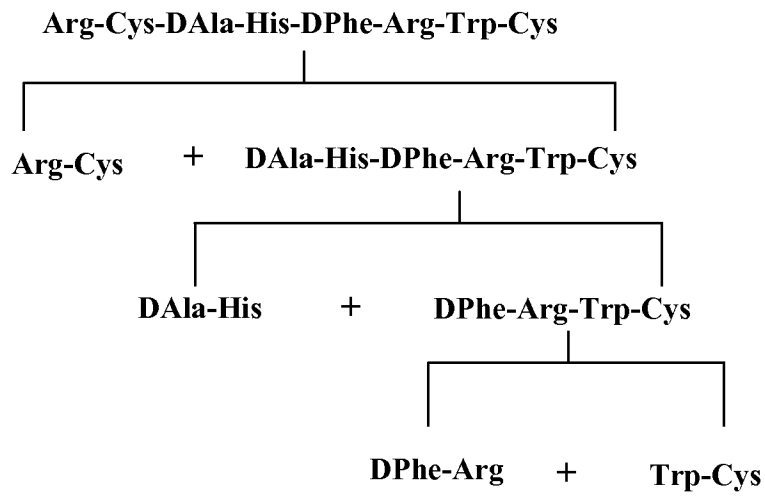 Arg-Cys-DAla-His-DPhe-Arg-Trp-Cys
Arg-Cys + DAla-His-DPhe-Arg-Trp-Cys
DAla-His + DPhe-Arg-Trp-Cys
DPhe-Arg + Trp-Cys